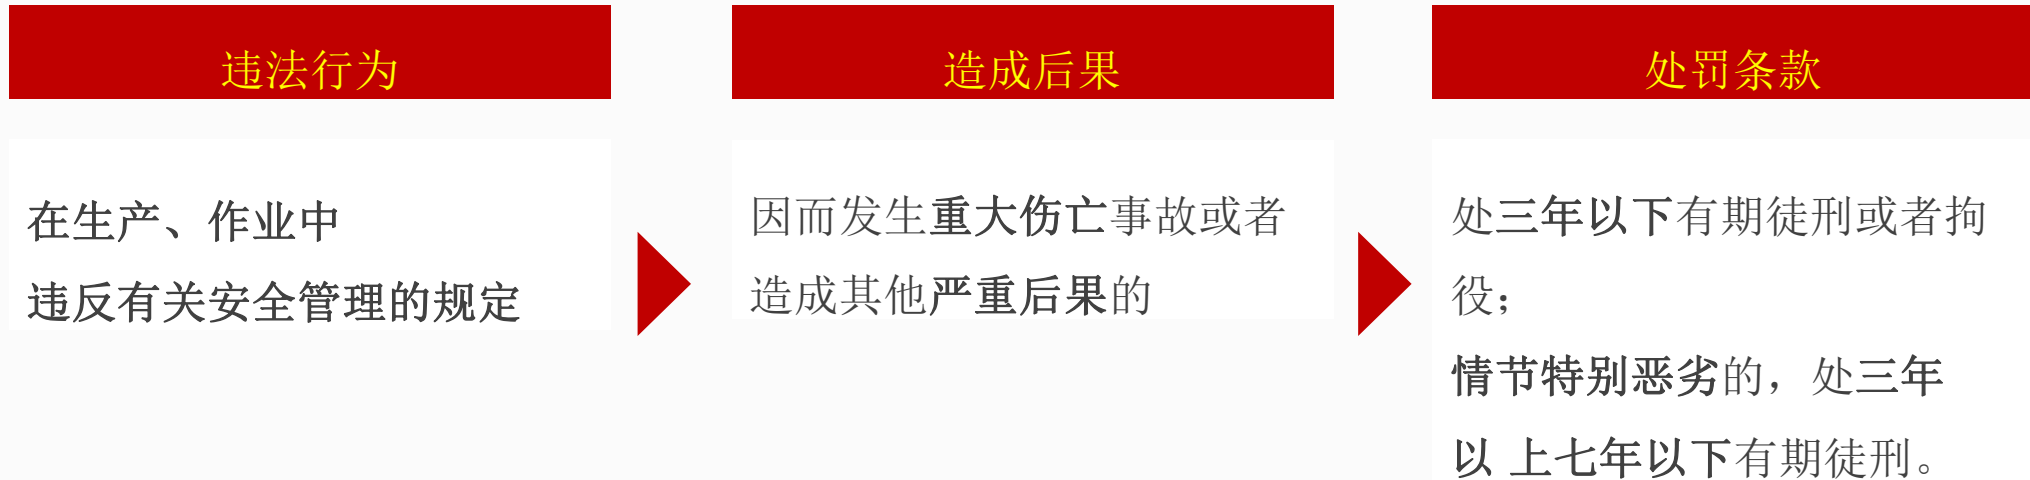 违法行为
造成后果
处罚条款
在生产、作业中
违反有关安全管理的规定
因而发生重大伤亡事故或者
造成其他严重后果的
处三年以下有期徒刑或者拘
役；
情节特别恶劣的，处三年
以 上七年以下有期徒刑。